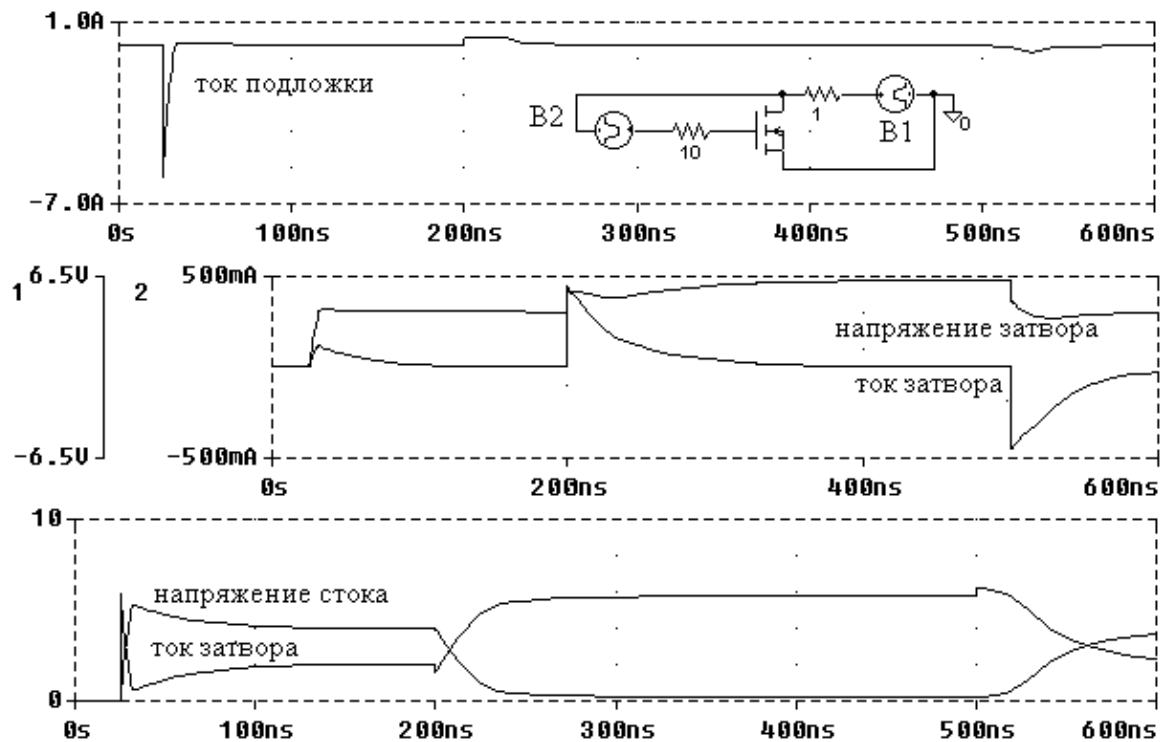 1.0A
ток подложки
B2
10
1
B1
0
-7.0A
0s 100ns 200ns 300ns 400ns 500ns 600ns
1 6.5V 2 500mA
напряжение затвора
ток затвора
-6.5V -500mA
0s 200ns 400ns 600ns
10
напряжение стока
ток затвора
0
0s 100ns 200ns 300ns 400ns 500ns 600ns